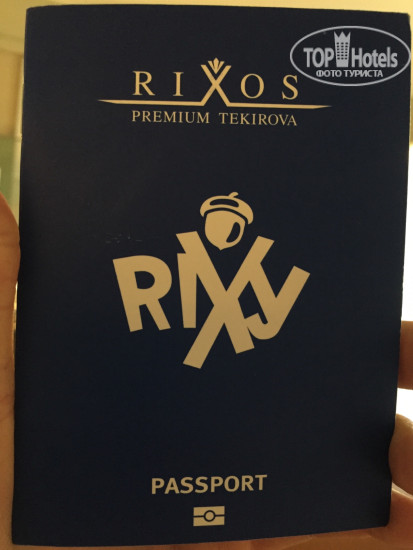 TOP Hotels
ФОТО ТУРИСТА
RIXOS
PREMIUM TEKIROVA
RIXY
PASSPORT